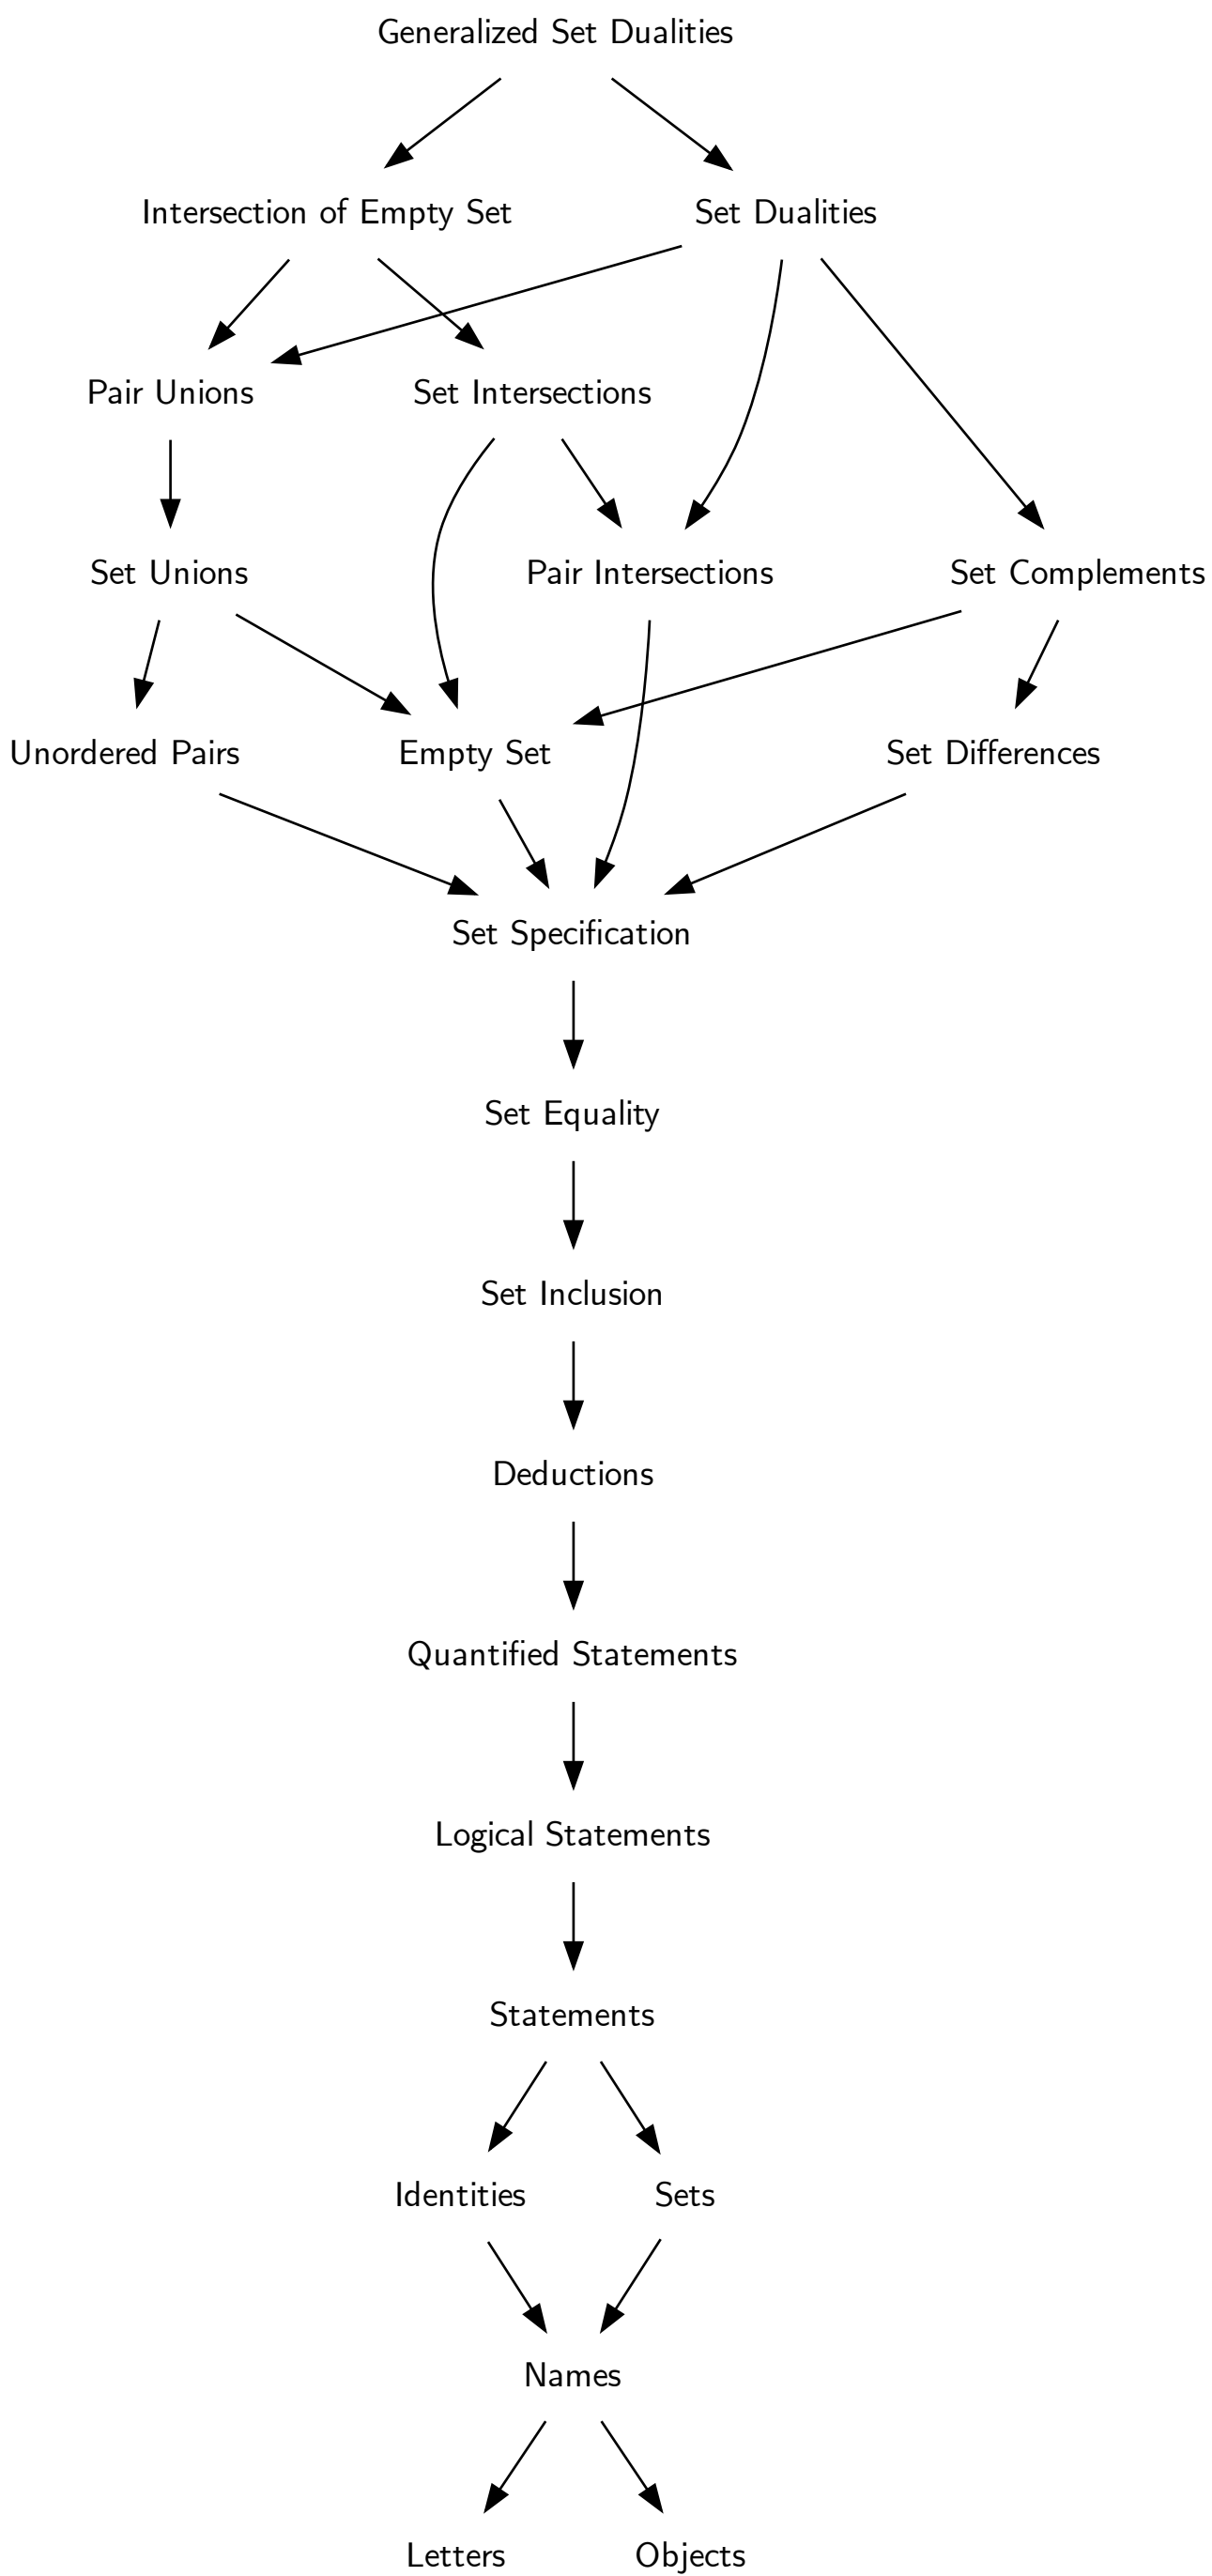 Generalized Set Dualities
Intersection of Empty Set
Set Dualities
Pair Unions
Set Intersections
Set Unions
Pair Intersections
Set Complements
Unordered Pairs
Empty Set
Set Differences
Set Specification
Set Equality
Set Inclusion
Deductions
Quantified Statements
Logical Statements
Statements
Identities
Sets
Names
Letters
Objects